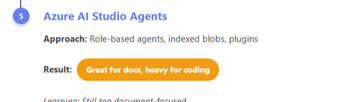 5
Azure AI Studio Agents
Approach: Role-based agents, indexed blobs, plugins
Result: Great for docs, heavy for coding
Learning: Still too document-focused